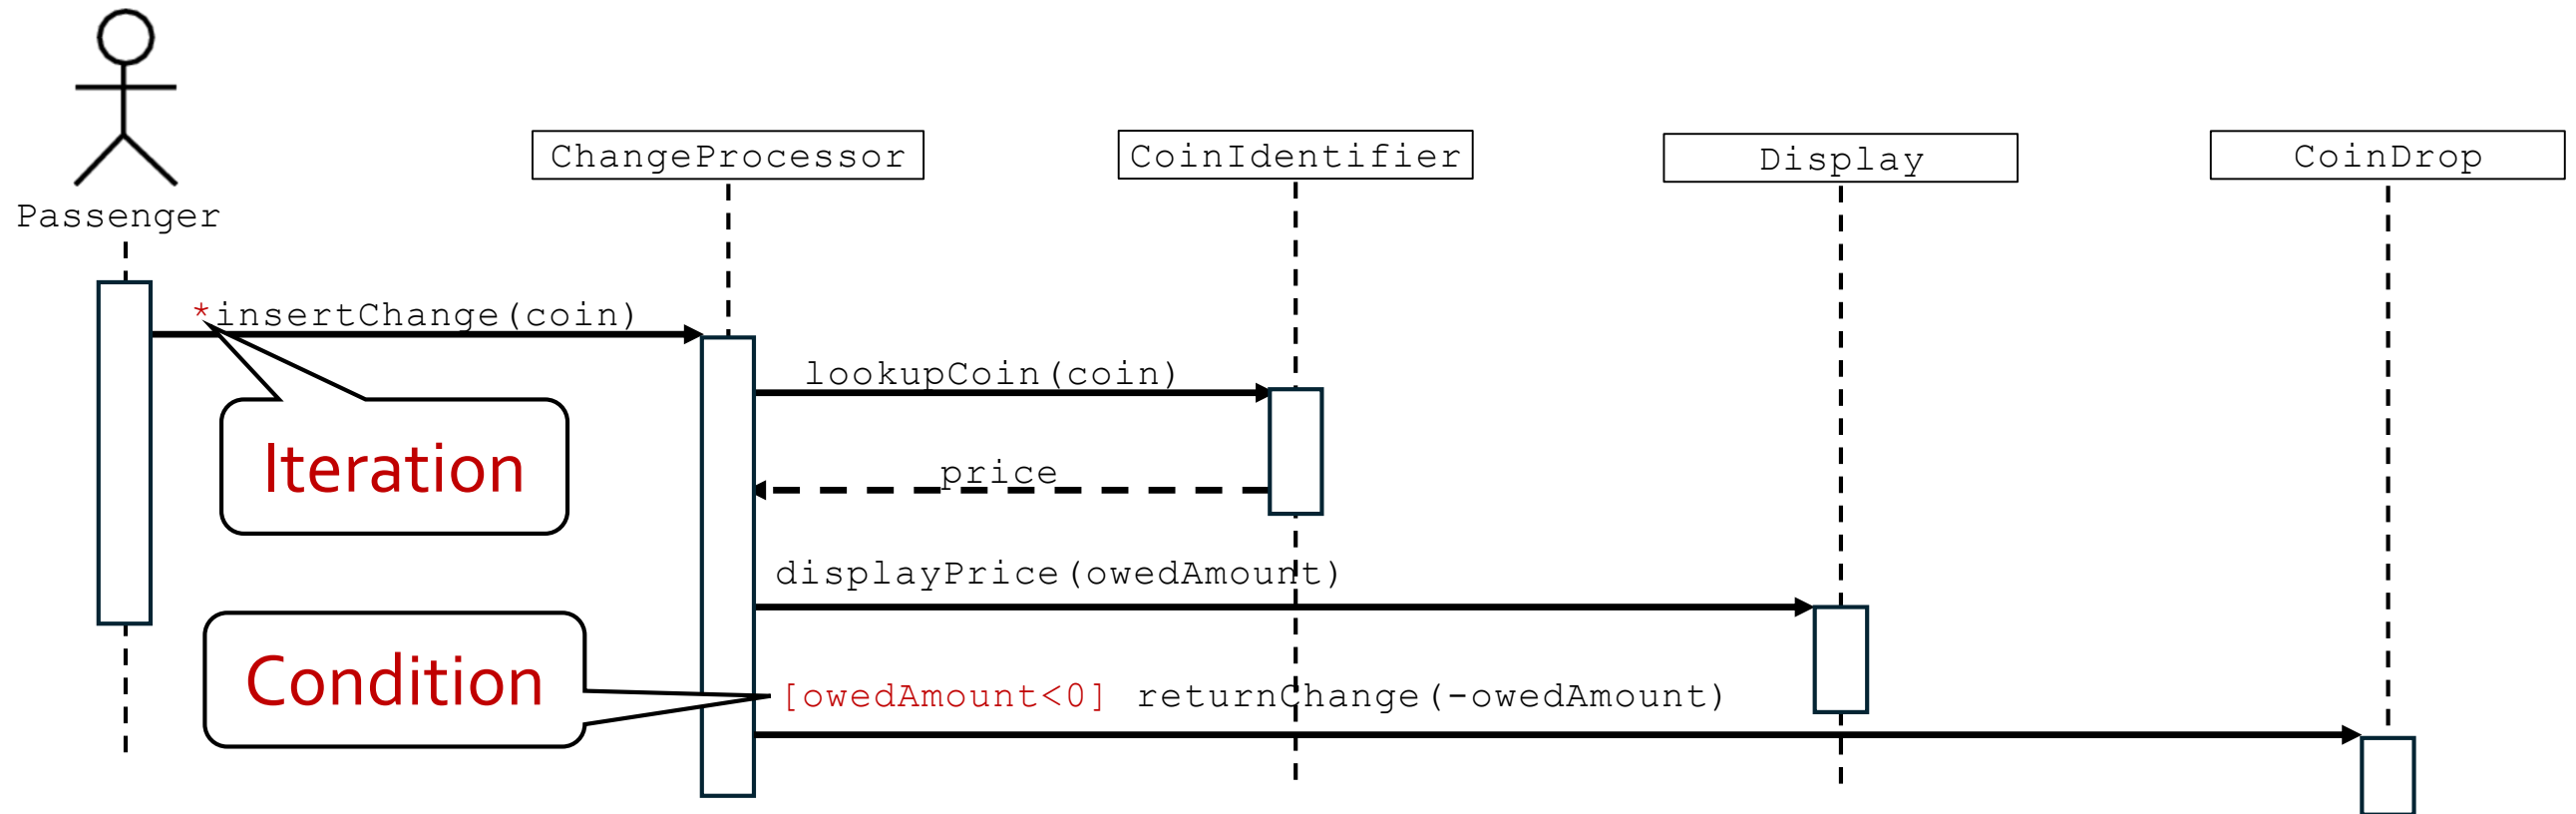 ChangeProcessor
CoinIdentifier
Display
CoinDrop
Passenger
*insertChange(coin)
lookupCoin(coin)
Iteration
price
displayPrice(owedAmount)
Condition
[owedAmount<0] returnChange(-owedAmount)